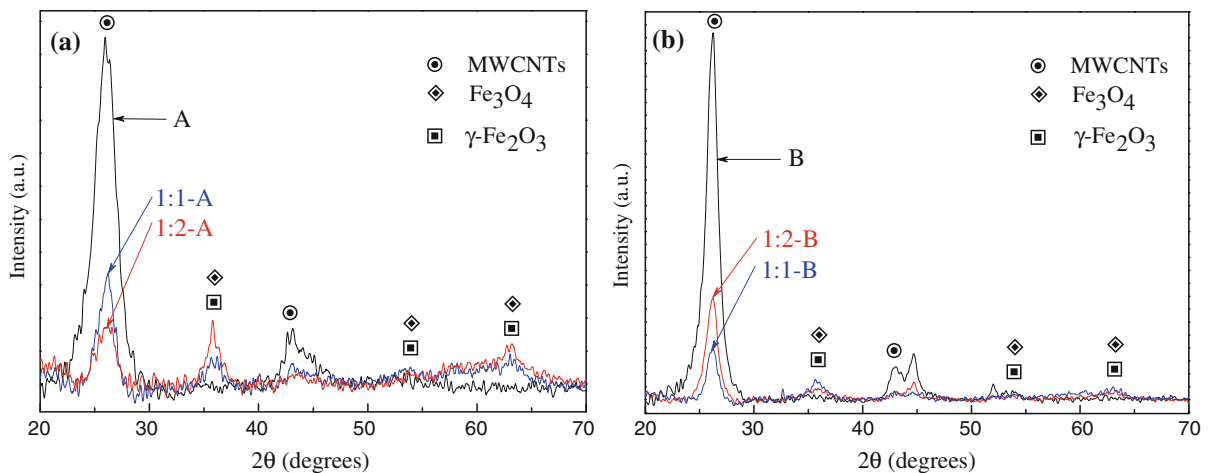 (a)
MWCNTs
Fe3O4
γ-Fe2O3
A
1:1-A
1:2-A
Intensity (a.u.)
20 30 40 50 60 70
2θ (degrees)
(b)
MWCNTs
Fe3O4
γ-Fe2O3
B
1:2-B
1:1-B
Intensity (a.u.)
20 30 40 50 60 70
2θ (degrees)